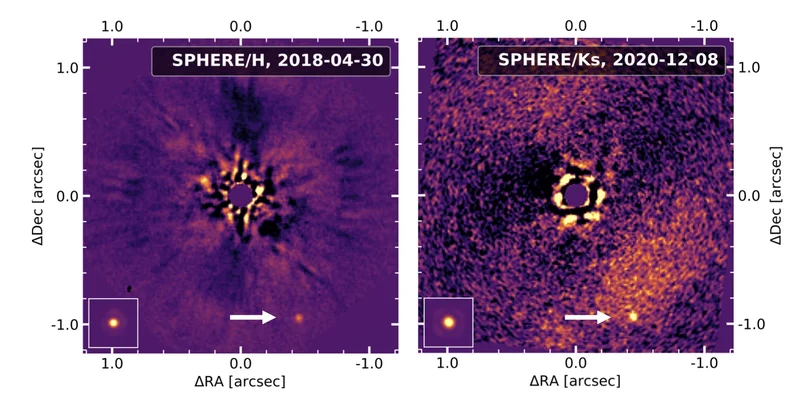 1.0 0.0 -1.0 1.0 0.0 -1.0
SPHERE/H, 2018-04-30 SPHERE/Ks, 2020-12-08
1.0 1.0
0.0 0.0
-1.0 -1.0
ΔDec [arcsec] ΔDec [arcsec]
1.0 0.0 -1.0 1.0 0.0 -1.0
ΔRA [arcsec] ΔRA [arcsec]